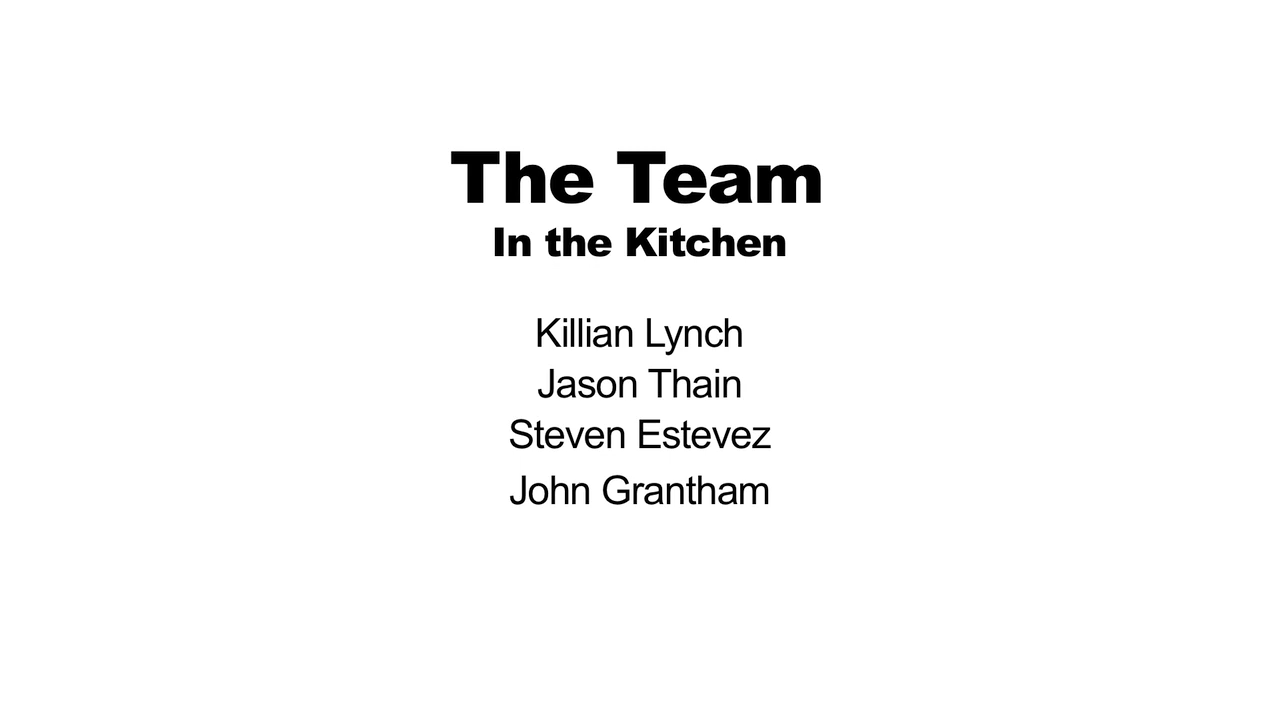 The Team
In the Kitchen
Killian Lynch
Jason Thain
Steven Estevez
John Grantham